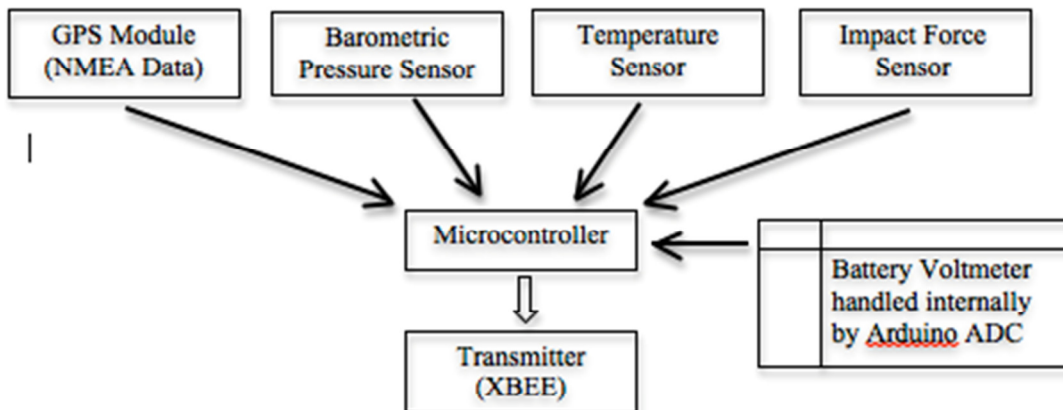 GPS Module
(NMEA Data)
Barometric
Pressure Sensor
Temperature
Sensor
Impact Force
Sensor
Microcontroller
Battery Voltmeter
handled internally
by Arduino ADC
Transmitter
(XBEE)